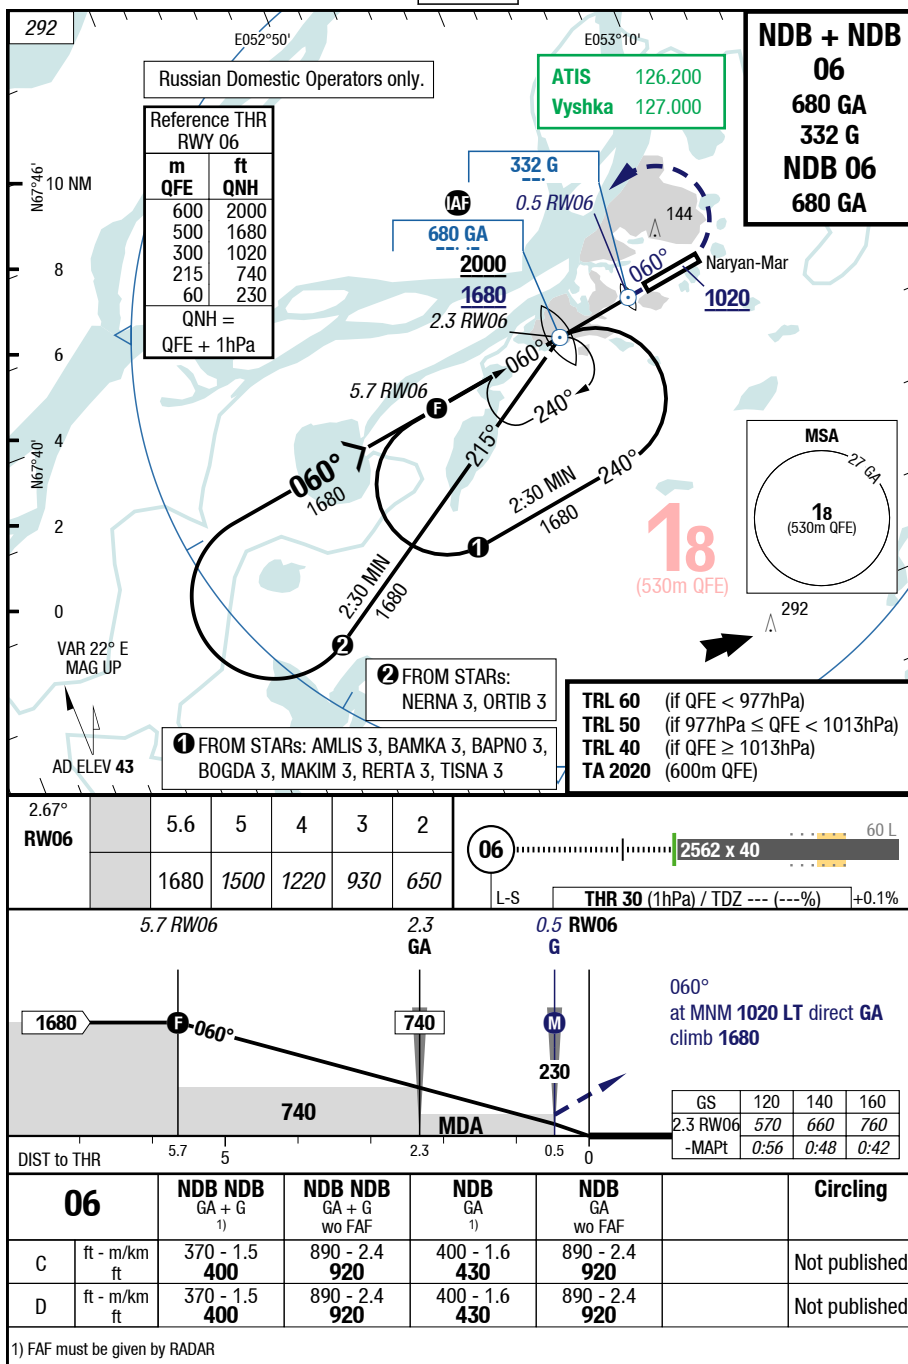 292
E052°50'
E053°10'
NDB + NDB
06
680 GA
332 G
NDB 06
680 GA
Russian Domestic Operators only.
ATIS 126.200
Vyshka 127.000
Reference THR
RWY 06
m ft
QFE QNH
600 2000
500 1680
300 1020
215 740
60 230
QNH =
QFE + 1hPa
N67°46'
10 NM
8
6
4
2
0
N67°40'
332 G
IAF
0.5 RW06
680 GA
2000
1680
2.3 RW06
144
060°
Naryan-Mar
1020
060°
5.7 RW06
F
240°
215°
060°
1680
2:30 MIN
1680
240°
1
2:30 MIN
1680
2
18
(530m QFE)
MSA
27 GA
18
(530m QFE)
292
VAR 22° E
MAG UP
AD ELEV 43
2 FROM STARs:
NERNA 3, ORTIB 3
1 FROM STARs: AMLIS 3, BAMKA 3, BAPNO 3,
BOGDA 3, MAKIM 3, RERTA 3, TISNA 3
TRL 60 (if QFE < 977hPa)
TRL 50 (if 977hPa ≤ QFE < 1013hPa)
TRL 40 (if QFE ≥ 1013hPa)
TA 2020 (600m QFE)
2.67°
RW06
5.6 5 4 3 2
1680 1500 1220 930 650
06
2562 x 40
60 L
L-S
THR 30 (1hPa) / TDZ --- (---%)
+0.1%
5.7 RW06
2.3
GA
0.5 RW06
G
1680
F
060°
740
M
230
740
MDA
060°
at MNM 1020 LT direct GA
climb 1680
GS 120 140 160
2.3 RW06 570 660 760
-MAPt 0:56 0:48 0:42
DIST to THR
5.7
5
2.3
0.5
0
06
NDB NDB
GA + G
1)
NDB NDB
GA + G
wo FAF
NDB
GA
1)
NDB
GA
wo FAF
Circling
C
ft - m/km 370 - 1.5 890 - 2.4 400 - 1.6 890 - 2.4
ft 400 920 430 920
Not published
D
ft - m/km 370 - 1.5 890 - 2.4 400 - 1.6 890 - 2.4
ft 400 920 430 920
Not published
1) FAF must be given by RADAR